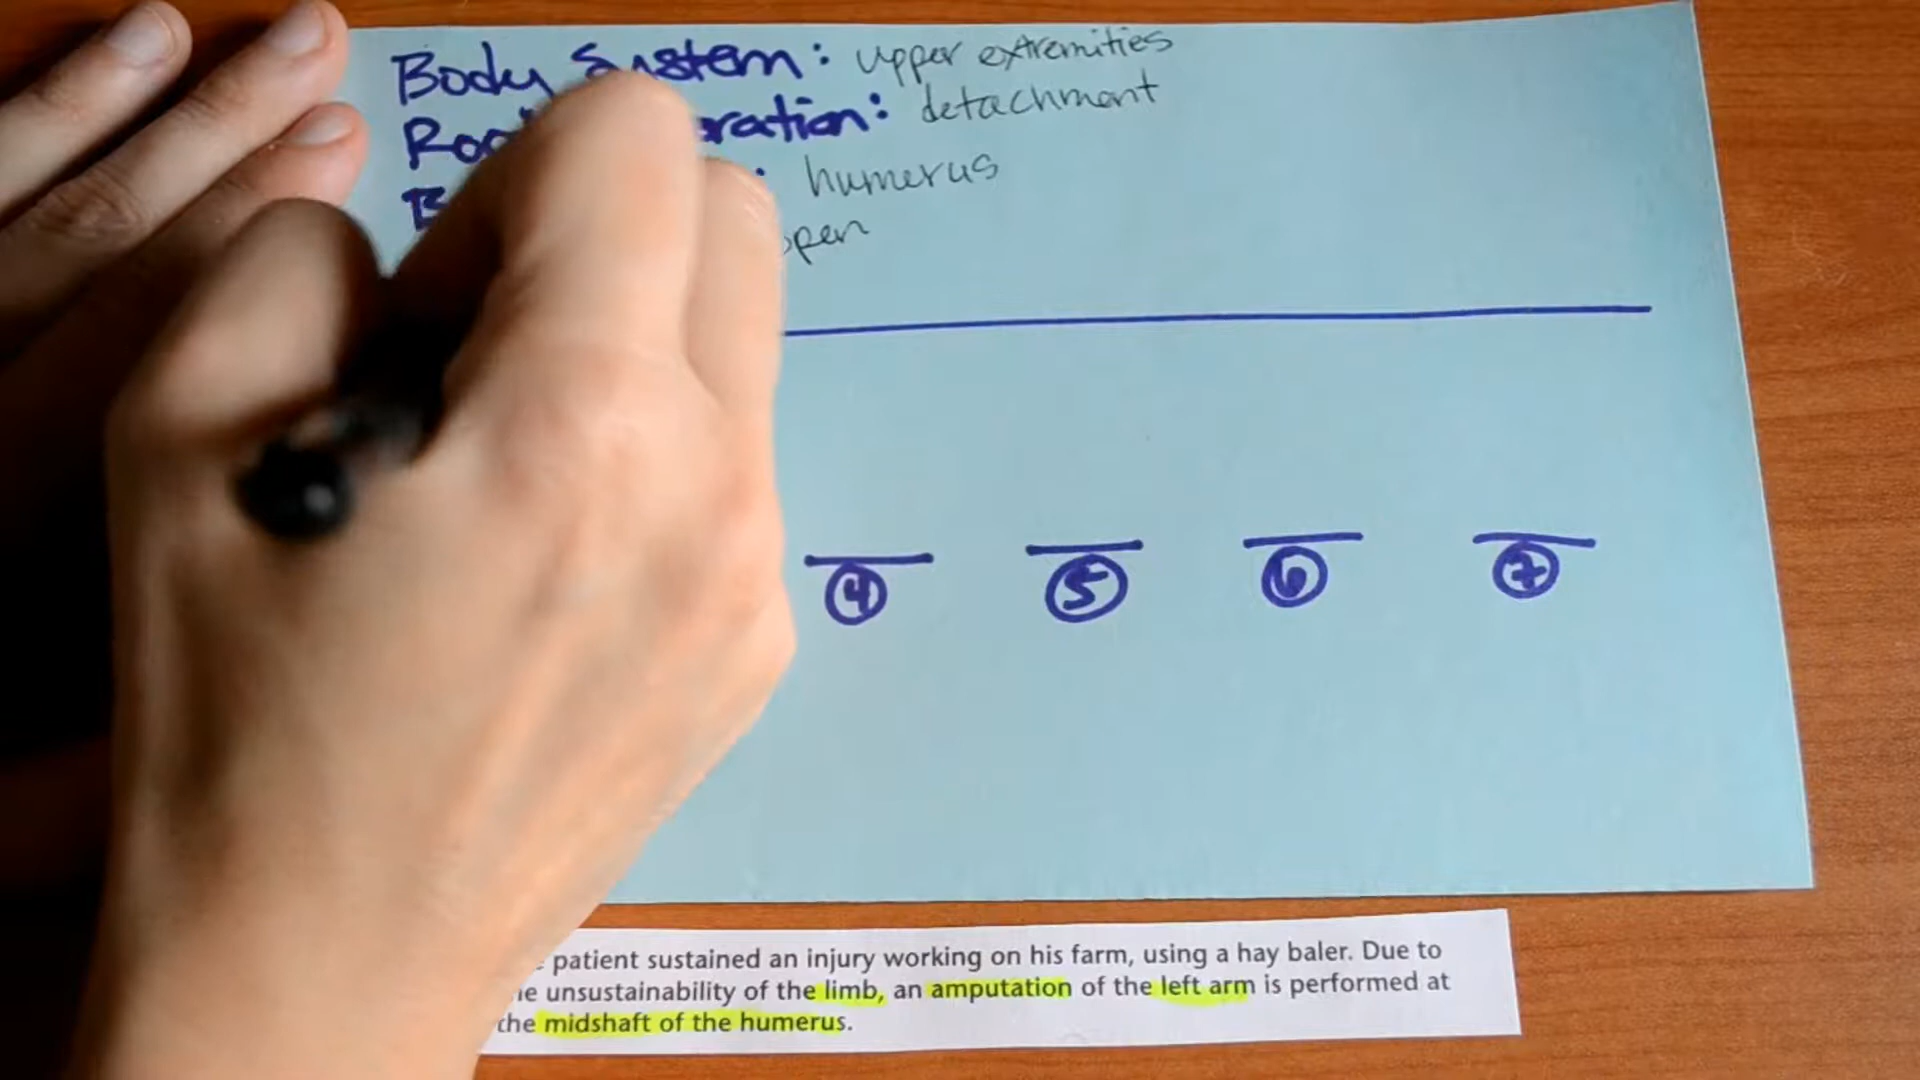 Body System: upper extremities
detachment
humerus
open
4 5 6 7
patient sustained an injury working on his farm, using a hay baler. Due to
unsustainability of the limb, an amputation of the left arm is performed at
the midshaft of the humerus.